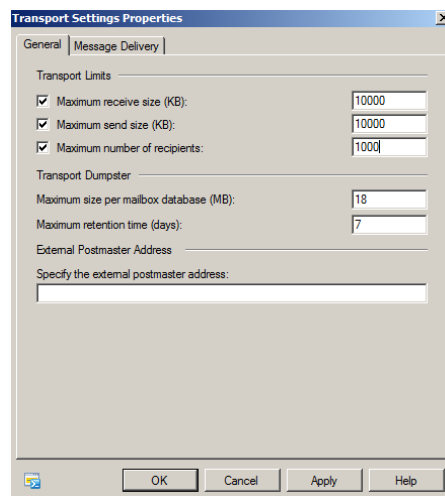 Transport Settings Properties
General
Message Delivery
Transport Limits
Maximum receive size (KB):
10000
Maximum send size (KB):
10000
Maximum number of recipients:
1000
Transport Dumpster
Maximum size per mailbox database (MB):
18
Maximum retention time (days):
7
External Postmaster Address
Specify the external postmaster address:
OK
Cancel
Apply
Help